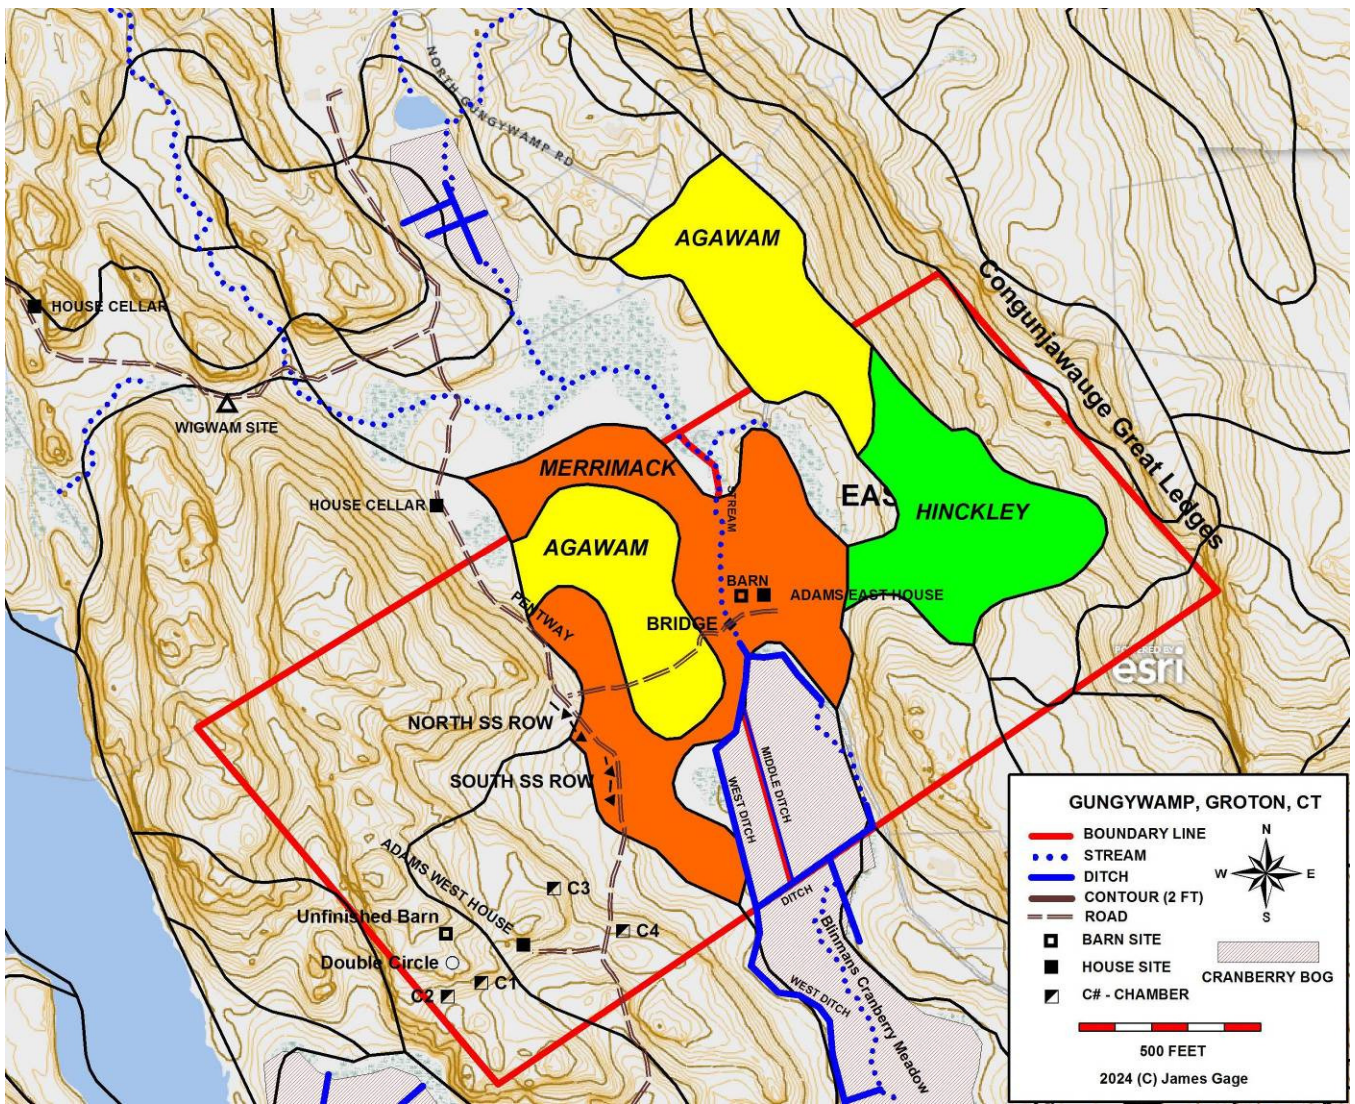 NORTH GUNGYWAMP RD
AGAWAM
Congunjawauge Great Ledges
HOUSE CELLAR
WIGWAM SITE
MERRIMACK
HOUSE CELLAR
STREAM
EAS
HINCKLEY
AGAWAM
BARN
ADAMS EAST HOUSE
PENTWAY
BRIDGE
POWERED BY
esri
NORTH SS ROW
SOUTH SS ROW
WEST DITCH
MIDDLE DITCH
ADAMS WEST HOUSE
C3
DITCH
Unfinished Barn
C4
Double Circle
C1
C2
WEST DITCH
Blinmans Cranberry Meadow
GUNGYWAMP, GROTON, CT
BOUNDARY LINE
STREAM
DITCH
CONTOUR (2 FT)
ROAD
BARN SITE
HOUSE SITE
C# - CHAMBER
N
W
E
S
CRANBERRY BOG
500 FEET
2024 (C) James Gage